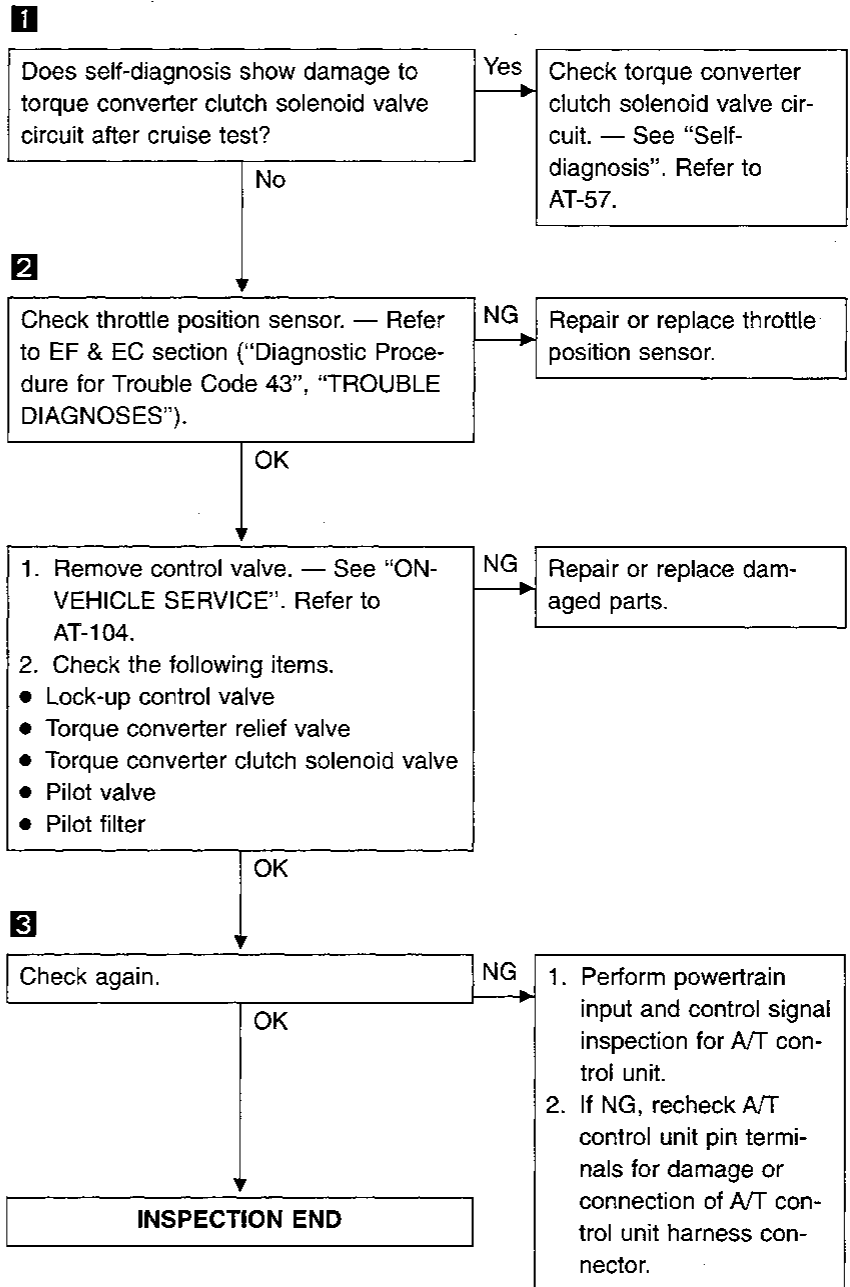 1
Does self-diagnosis show damage to
torque converter clutch solenoid valve
circuit after cruise test?
Yes
Check torque converter
clutch solenoid valve cir-
cuit. — See “Self-
diagnosis”. Refer to
AT-57.
No
2
Check throttle position sensor. — Refer
to EF & EC section (“Diagnostic Proce-
dure for Trouble Code 43”, “TROUBLE
DIAGNOSES”).
NG
Repair or replace throttle
position sensor.
OK
1. Remove control valve. — See “ON-
VEHICLE SERVICE”. Refer to
AT-104.
2. Check the following items.
● Lock-up control valve
● Torque converter relief valve
● Torque converter clutch solenoid valve
● Pilot valve
● Pilot filter
NG
Repair or replace dam-
aged parts.
OK
3
Check again.
NG
1. Perform powertrain
input and control signal
inspection for A/T con-
trol unit.
2. If NG, recheck A/T
control unit pin termi-
nals for damage or
connection of A/T con-
trol unit harness con-
nector.
OK
INSPECTION END